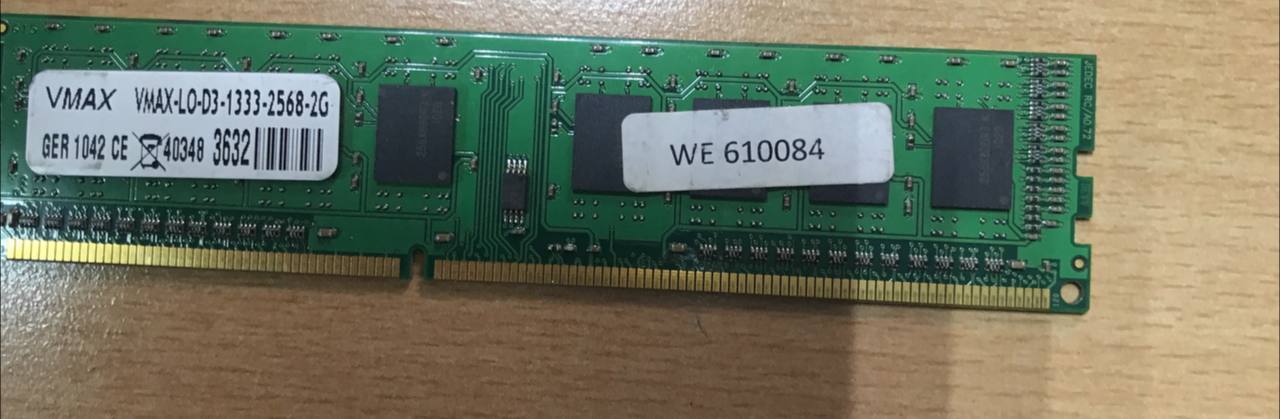 VMAX VMAX-LO-D3-1333-2568-2G
GER 1042 CE 40348 3632
WE 610084